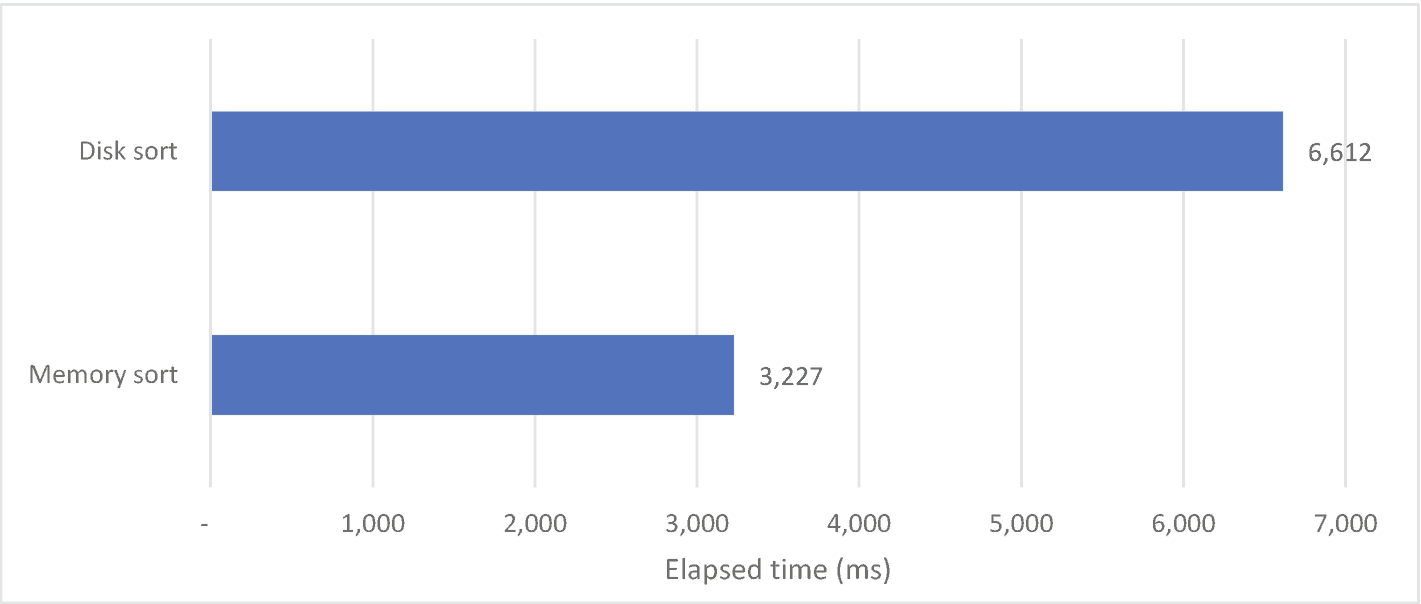 Disk sort
6,612
Memory sort
3,227
- 1,000 2,000 3,000 4,000 5,000 6,000 7,000
Elapsed time (ms)